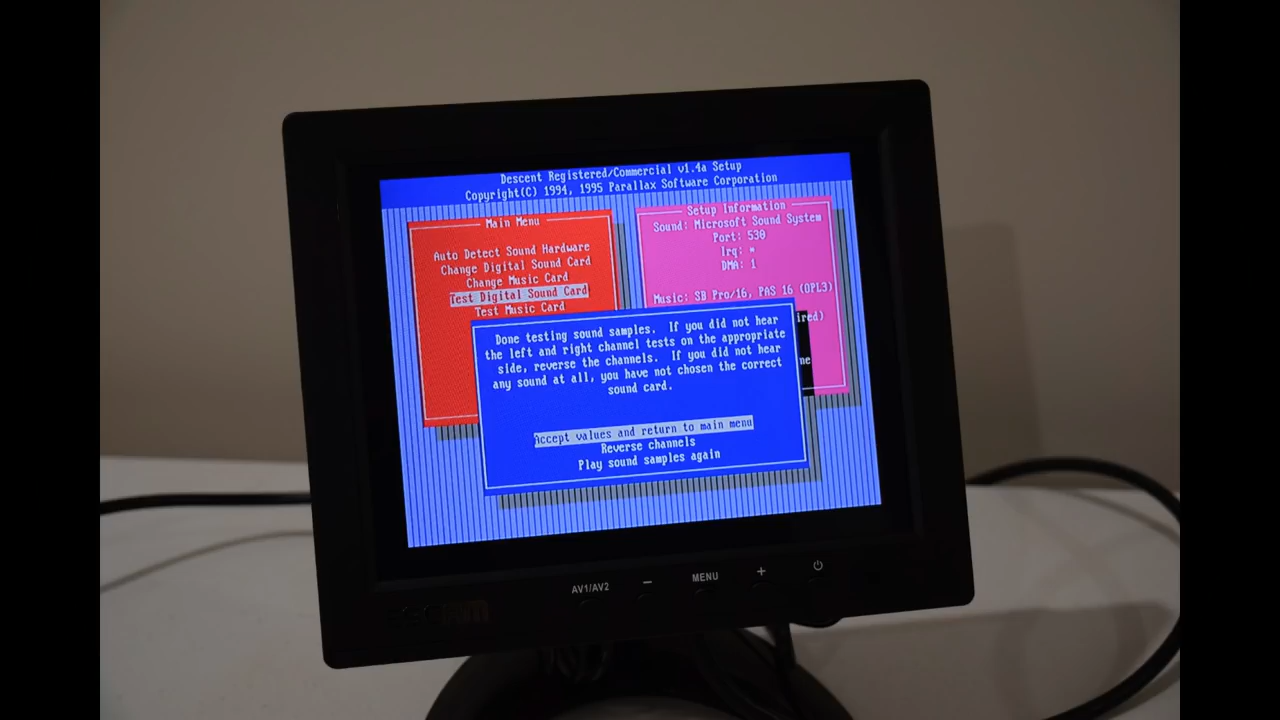 Descent Registered/Commercial v1.4a Setup
Copyright(C) 1994, 1995 Parallax Software Corporation
Main Menu
Auto Detect Sound Hardware
Change Digital Sound Card
Change Music Card
Test Digital Sound Card
Test Music Card
Setup Information
Sound: Microsoft Sound System
Port: 530
Irq: *
DMA: 1
Music: SB Pro/16, PAS 16 (OPL3)
Done testing sound samples. If you did not hear
the left and right channel tests on the appropriate
side, reverse the channels. If you did not hear
any sound at all, you have not chosen the correct
sound card.
Accept values and return to main menu
Reverse channels
Play sound samples again
AV1/AV2 − MENU +